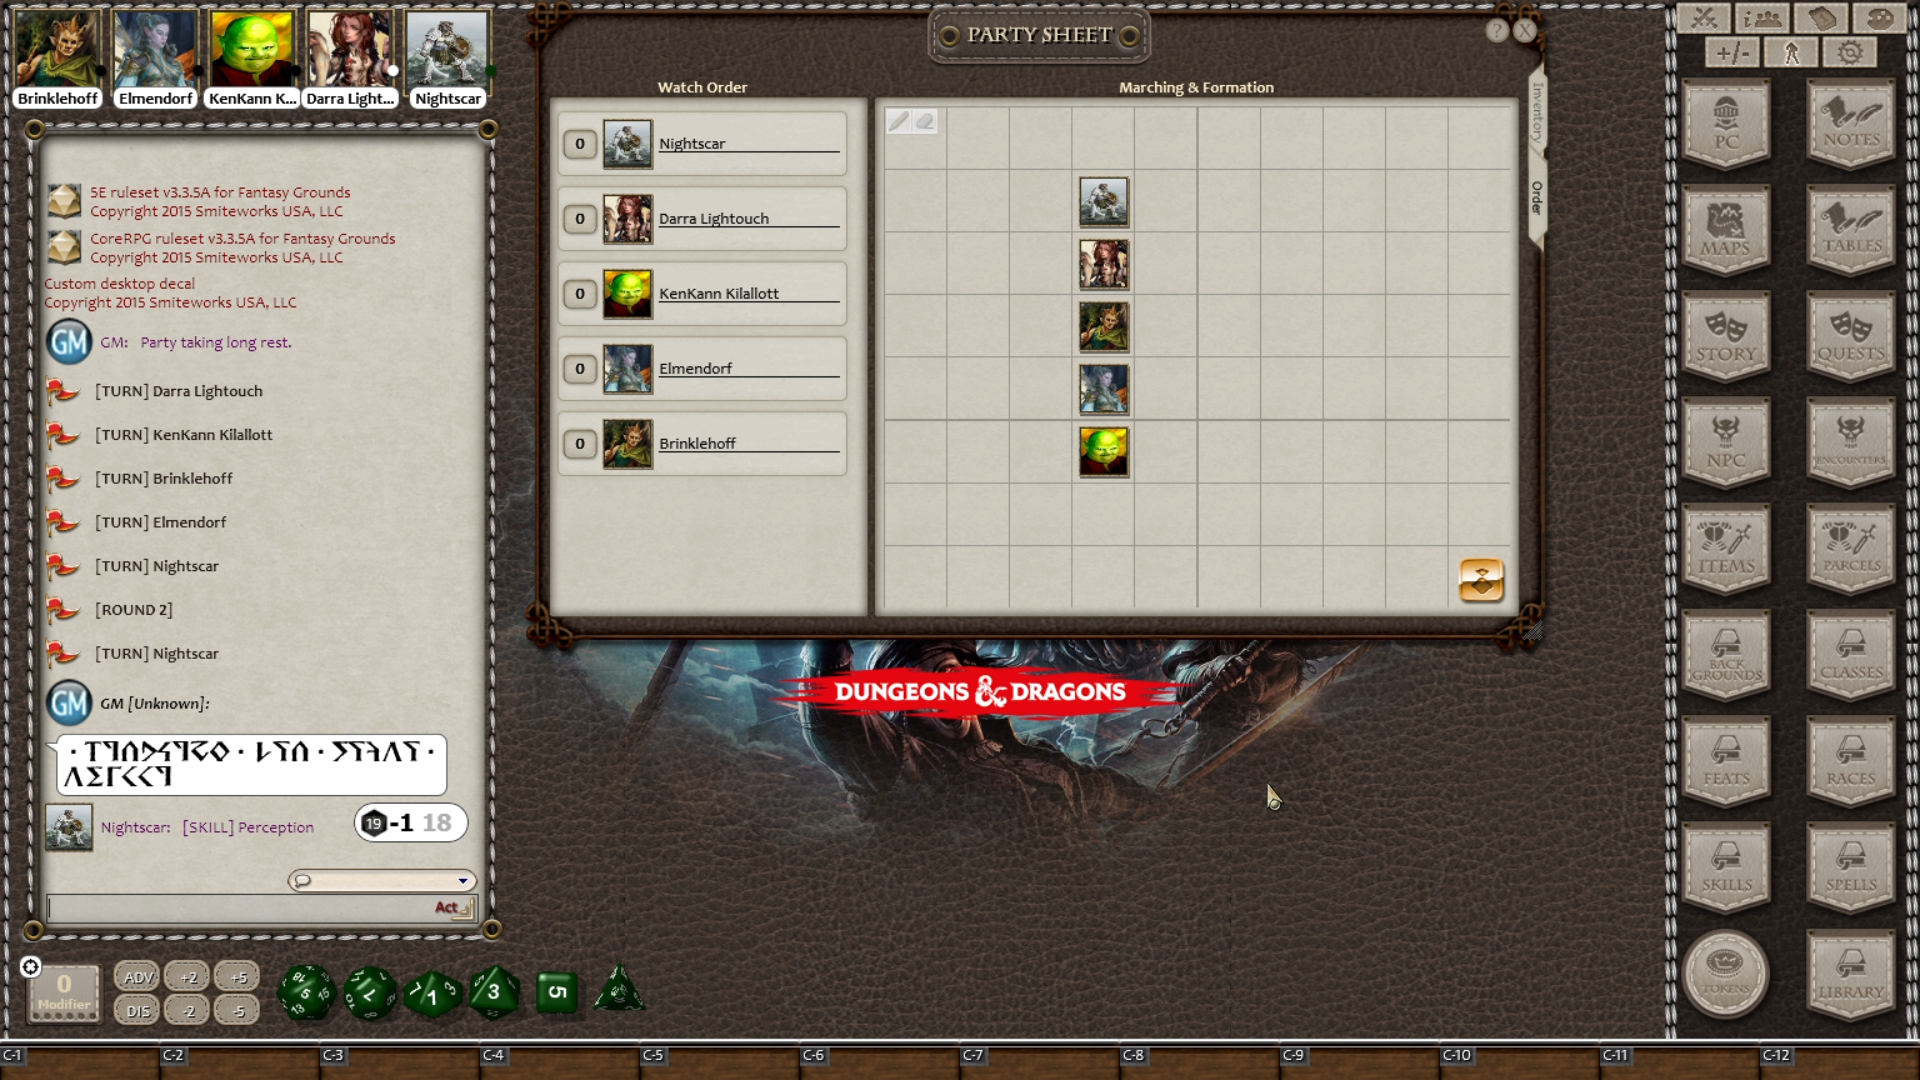 Brinklehoff
Elmendorf
KenKann K...
Darra Light...
Nightscar
5E ruleset v3.3.5A for Fantasy Grounds
Copyright 2015 Smiteworks USA, LLC
CoreRPG ruleset v3.3.5A for Fantasy Grounds
Copyright 2015 Smiteworks USA, LLC
Custom desktop decal
Copyright 2015 Smiteworks USA, LLC
GM
GM: Party taking long rest.
[TURN] Darra Lightouch
[TURN] KenKann Kilallott
[TURN] Brinklehoff
[TURN] Elmendorf
[TURN] Nightscar
[ROUND 2]
[TURN] Nightscar
GM
GM [Unknown]:
Nightscar: [SKILL] Perception
19 -1 18
Act
0
Modifier
ADV +2 +5
DIS -2 -5
PARTY SHEET
? X
Watch Order
0 Nightscar
0 Darra Lightouch
0 KenKann Kilallott
0 Elmendorf
0 Brinklehoff
Marching & Formation
Inventory
Order
DUNGEONS & DRAGONS
+/-
PC
NOTES
MAPS
TABLES
STORY
QUESTS
NPC
ENCOUNTERS
ITEMS
PARCELS
BACK
GROUNDS
CLASSES
FEATS
RACES
SKILLS
SPELLS
TOKENS
LIBRARY
C-1
C-2
C-3
C-4
C-5
C-6
C-7
C-8
C-9
C-10
C-11
C-12